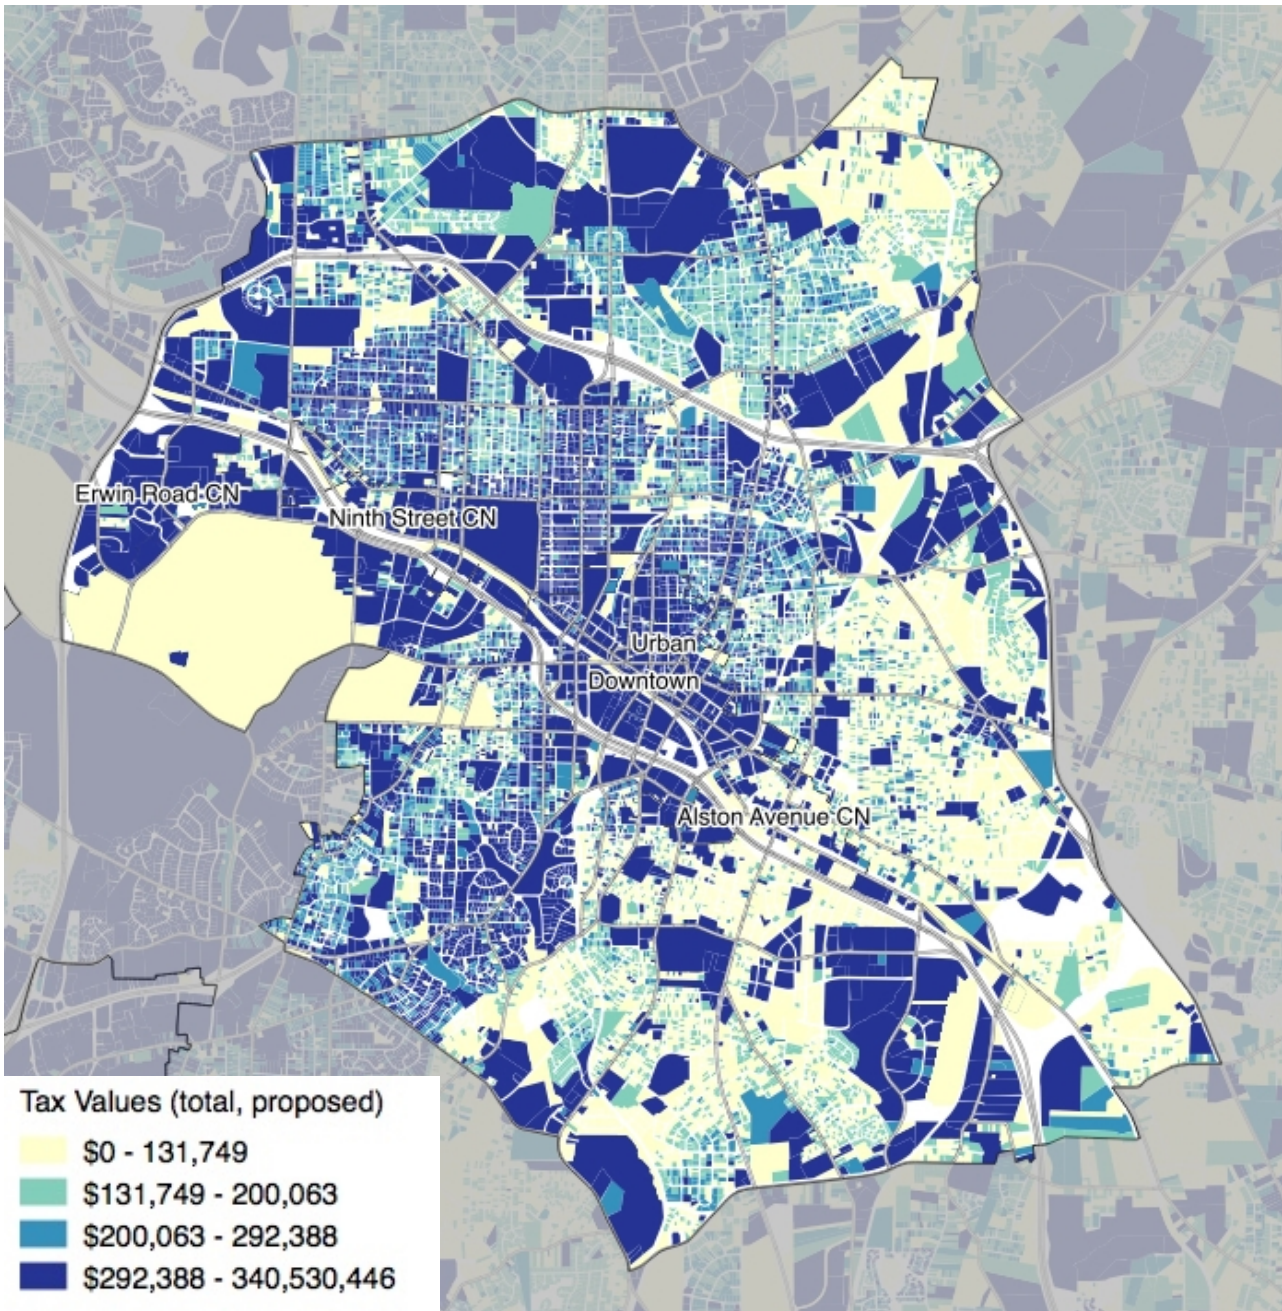 Erwin Road CN
Ninth Street CN
Urban
Downtown
Alston Avenue CN
Tax Values (total, proposed)
$0 - 131,749
$131,749 - 200,063
$200,063 - 292,388
$292,388 - 340,530,446